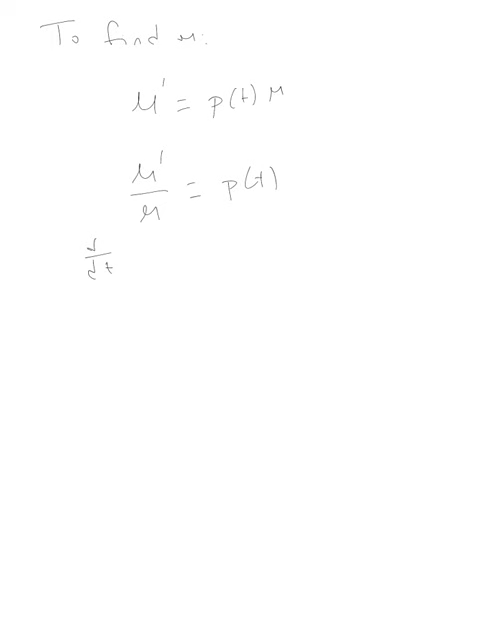 To find μ:
μ' = p(t) μ
μ'/μ = p(t)
d/dt